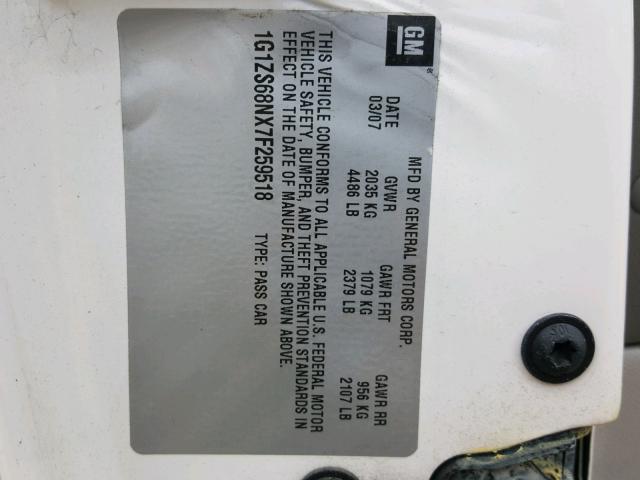 GM
®
MFD BY GENERAL MOTORS CORP.
DATE GVWR GAWR FRT GAWR RR
03/07 2035 KG 1079 KG 956 KG
4486 LB 2379 LB 2107 LB
THIS VEHICLE CONFORMS TO ALL APPLICABLE U.S. FEDERAL MOTOR
VEHICLE SAFETY, BUMPER, AND THEFT PREVENTION STANDARDS IN
EFFECT ON THE DATE OF MANUFACTURE SHOWN ABOVE.
1G1ZS68NX7F259518 TYPE: PASS CAR